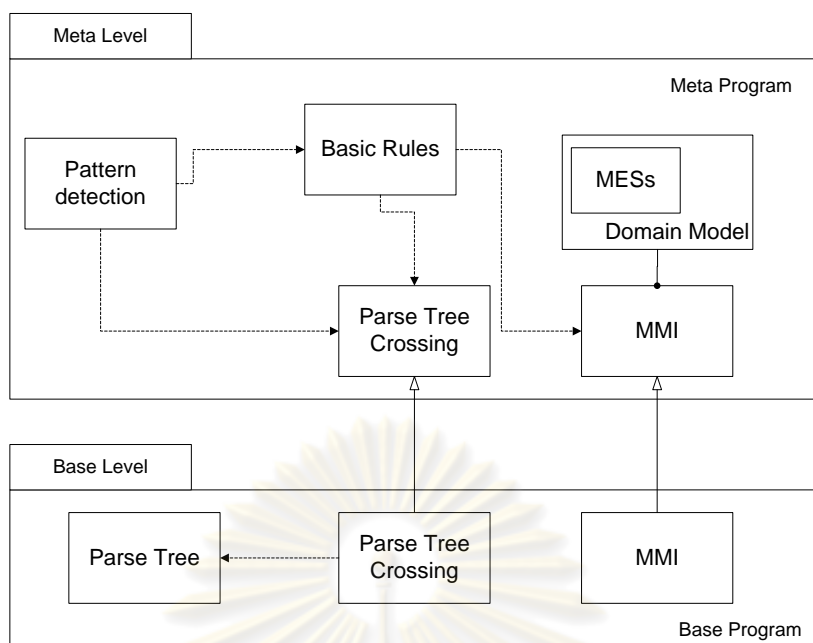 Meta Level
Meta Program
Pattern
detection
Basic Rules
MESs
Domain Model
Parse Tree
Crossing
MMI
Base Level
Parse Tree
Parse Tree
Crossing
MMI
Base Program